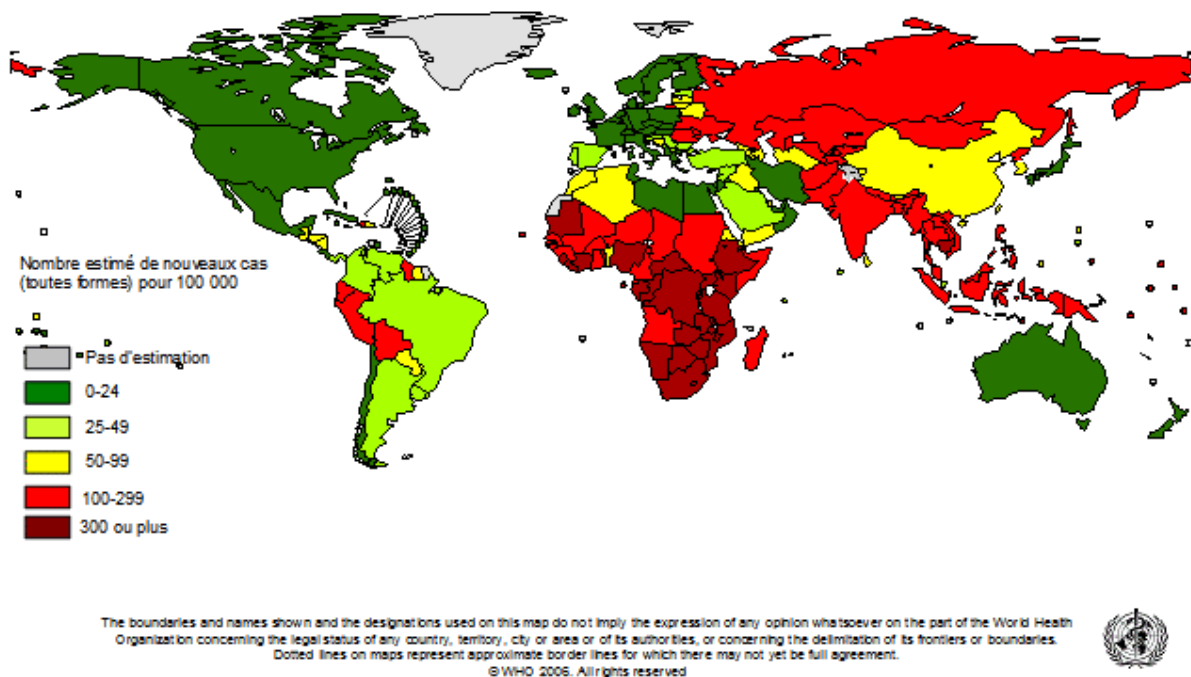 Nombre estimé de nouveaux cas
(toutes formes) pour 100 000
Pas d'estimation
0-24
25-49
50-99
100-299
300 ou plus
The boundaries and names shown and the designations used on this map do not imply the expression of any opinion whatsoever on the part of the World Health
Organization concerning the legal status of any country, territory, city or area or of its authorities, or concerning the delimitation of its frontiers or boundaries.
Dotted lines on maps represent approximate border lines for which there may not yet be full agreement.
© WHO 2006. All rights reserved